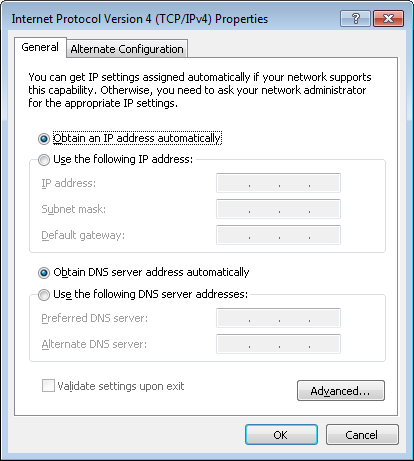 Internet Protocol Version 4 (TCP/IPv4) Properties
General Alternate Configuration
You can get IP settings assigned automatically if your network supports
this capability. Otherwise, you need to ask your network administrator
for the appropriate IP settings.
Obtain an IP address automatically
Use the following IP address:
IP address:
Subnet mask:
Default gateway:
Obtain DNS server address automatically
Use the following DNS server addresses:
Preferred DNS server:
Alternate DNS server:
Validate settings upon exit
Advanced...
OK Cancel